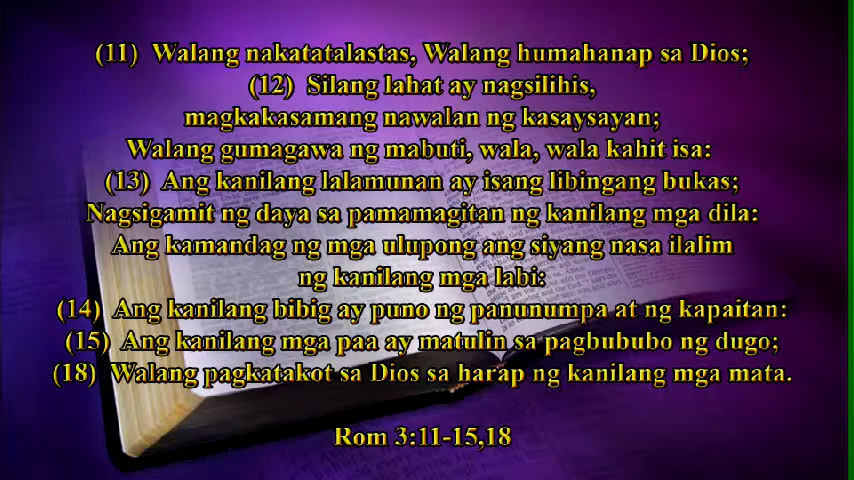 (11) Walang nakatatalastas, Walang humahanap sa Dios;
(12) Silang lahat ay nagsilihis,
magkakasamang nawalan ng kasaysayan;
Walang gumagawa ng mabuti, wala, wala kahit isa:
(13) Ang kanilang lalamunan ay isang libingang bukas;
Nagsigamit ng daya sa pamamagitan ng kanilang mga dila:
Ang kamandag ng mga ulupong ang siyang nasa ilalim
ng kanilang mga labi:
(14) Ang kanilang bibig ay puno ng panunumpa at ng kapaitan:
(15) Ang kanilang mga paa ay matulin sa pagbububo ng dugo;
(18) Walang pagkatakot sa Dios sa harap ng kanilang mga mata.
Rom 3:11-15,18